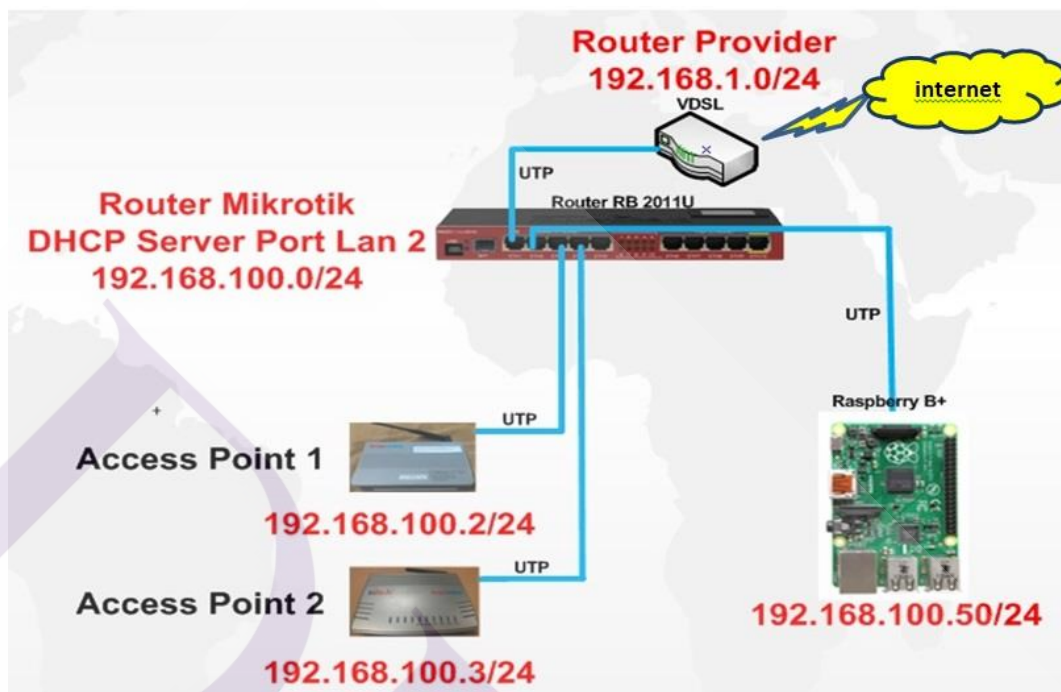 Router Provider
192.168.1.0/24
internet
VDSL
UTP
Router RB 2011U
Router Mikrotik
DHCP Server Port Lan 2
192.168.100.0/24
UTP
Raspberry B+
UTP
Access Point 1
192.168.100.2/24
UTP
Access Point 2
192.168.100.3/24
192.168.100.50/24